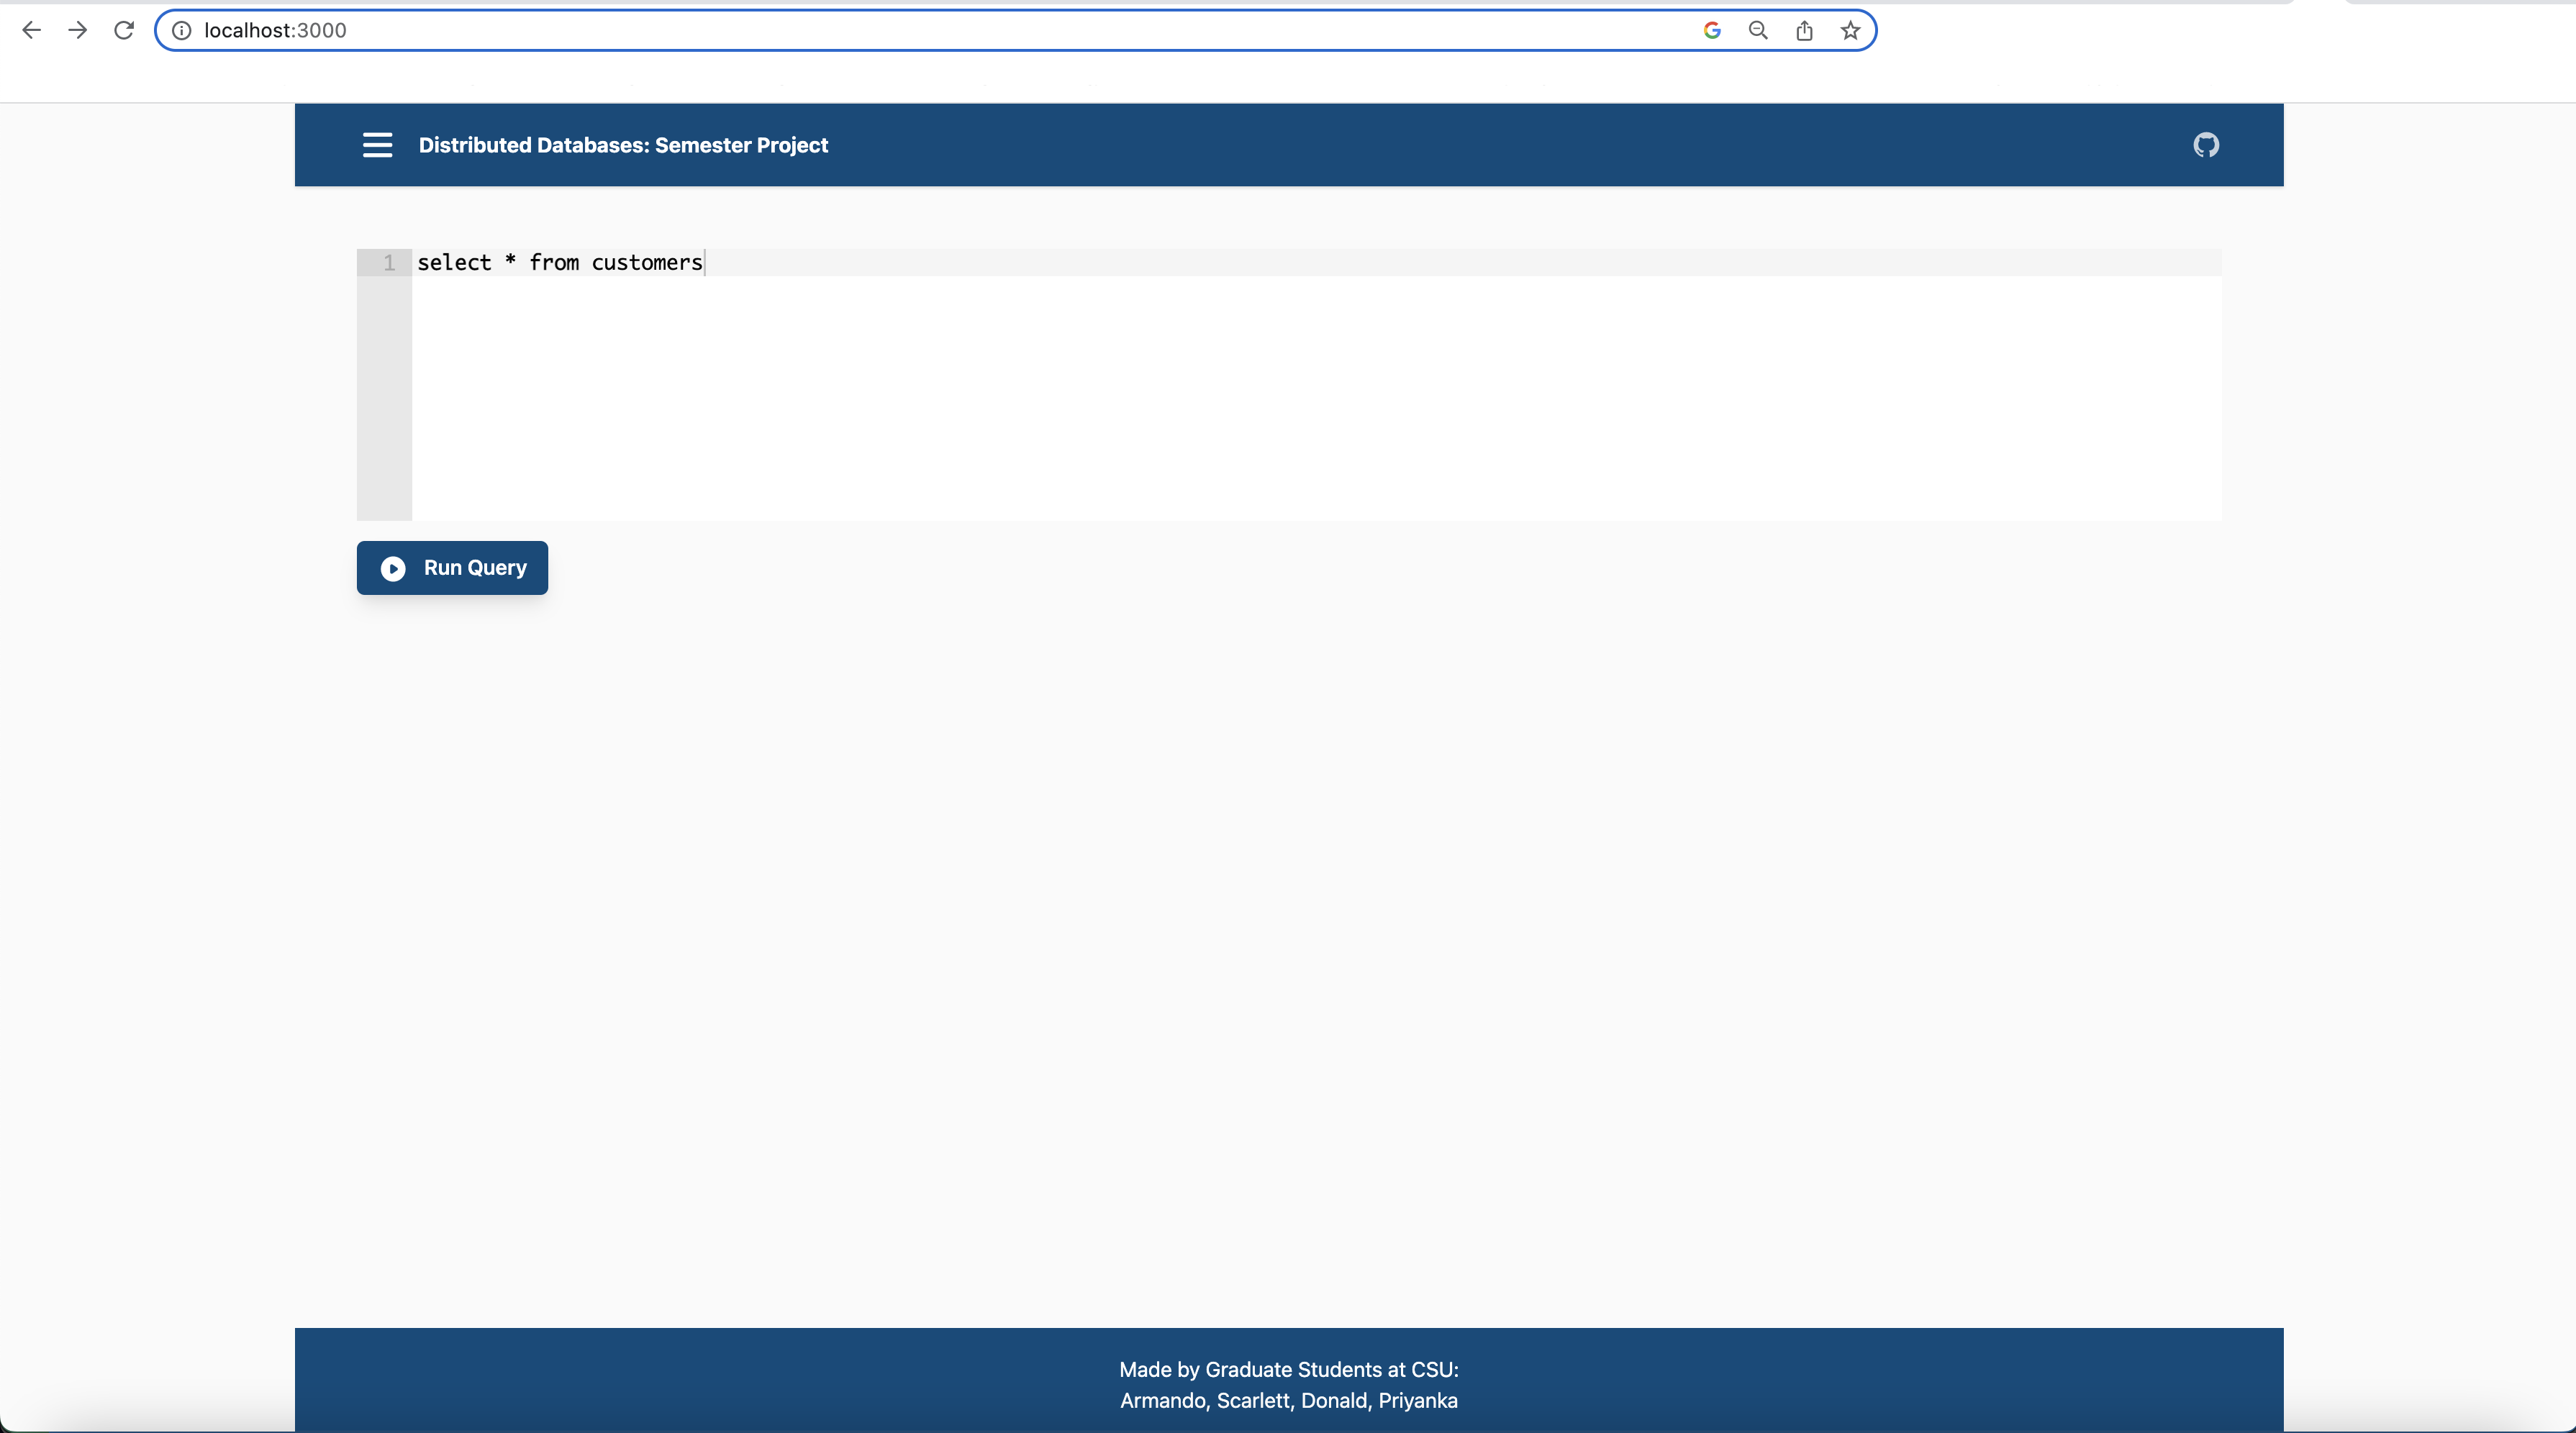 localhost:3000
Distributed Databases: Semester Project
1 select * from customers
Run Query
Made by Graduate Students at CSU:
Armando, Scarlett, Donald, Priyanka